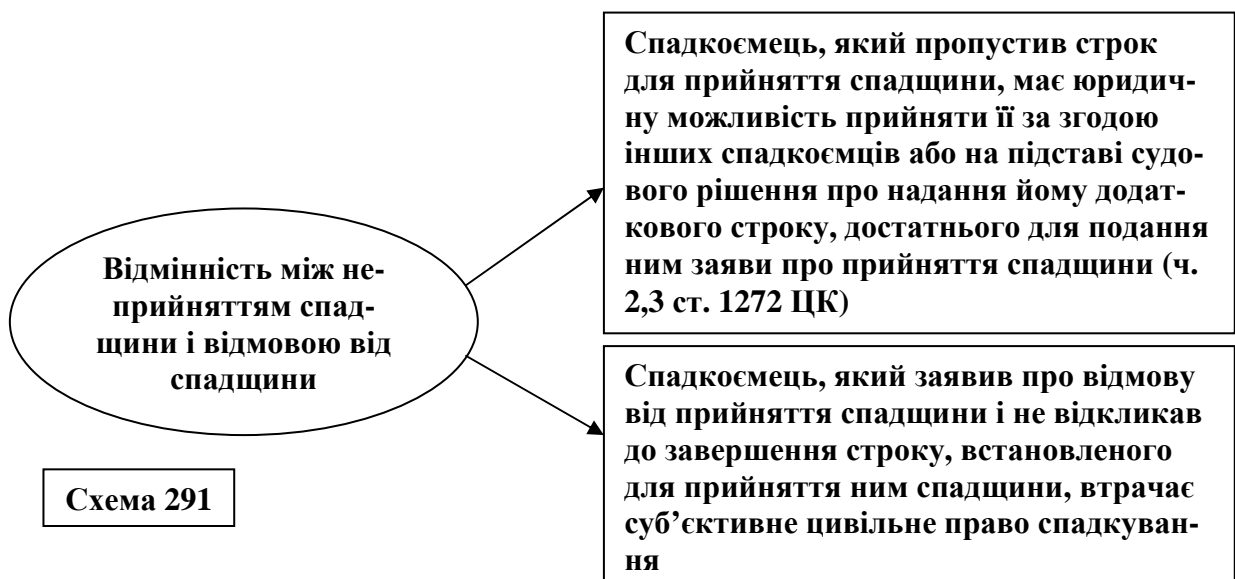 Відмінність між не-
прийняттям спад-
щини і відмовою від
спадщини
Спадкоємець, який пропустив строк
для прийняття спадщини, має юридич-
ну можливість прийняти її за згодою
інших спадкоємців або на підставі судо-
вого рішення про надання йому додат-
кового строку, достатнього для подання
ним заяви про прийняття спадщини (ч.
2,3 ст. 1272 ЦК)
Спадкоємець, який заявив про відмову
від прийняття спадщини і не відкликав
до завершення строку, встановленого
для прийняття ним спадщини, втрачає
суб’єктивне цивільне право спадкуван-
ня
Схема 291